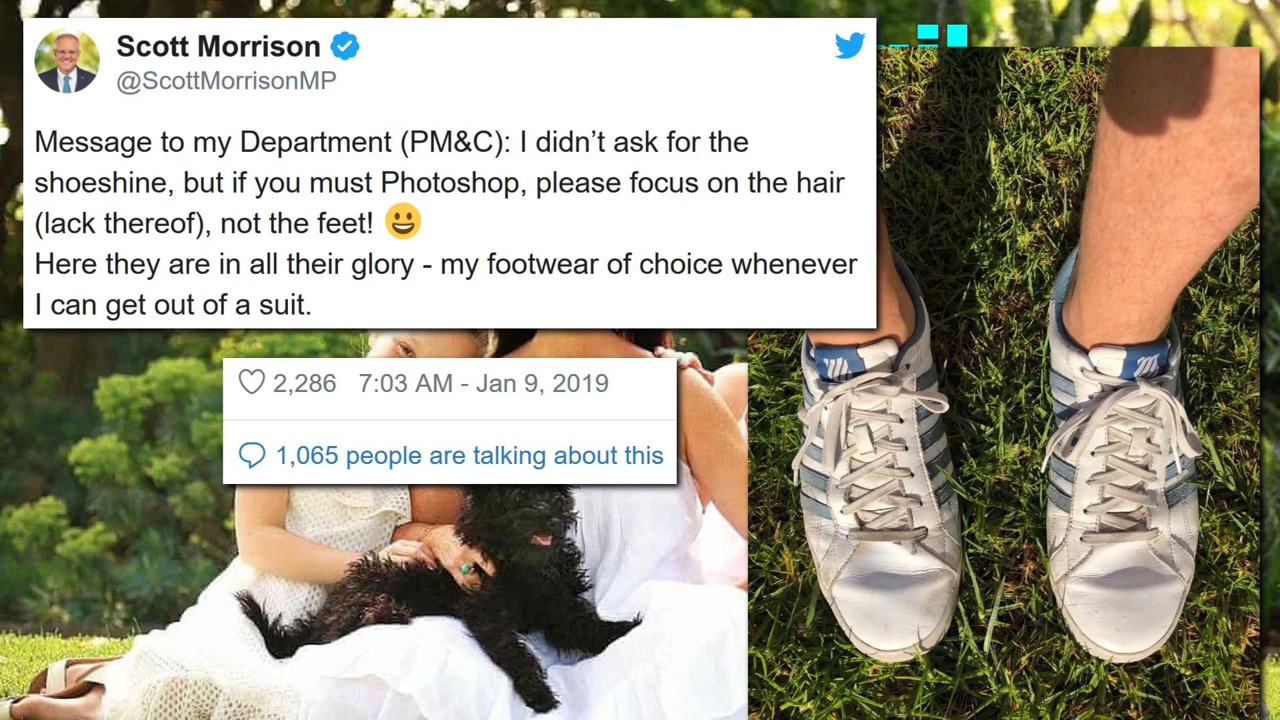 Scott Morrison
@ScottMorrisonMP
Message to my Department (PM&C): I didn’t ask for the
shoeshine, but if you must Photoshop, please focus on the hair
(lack thereof), not the feet! 😀
Here they are in all their glory - my footwear of choice whenever
I can get out of a suit.
2,286 7:03 AM - Jan 9, 2019
1,065 people are talking about this